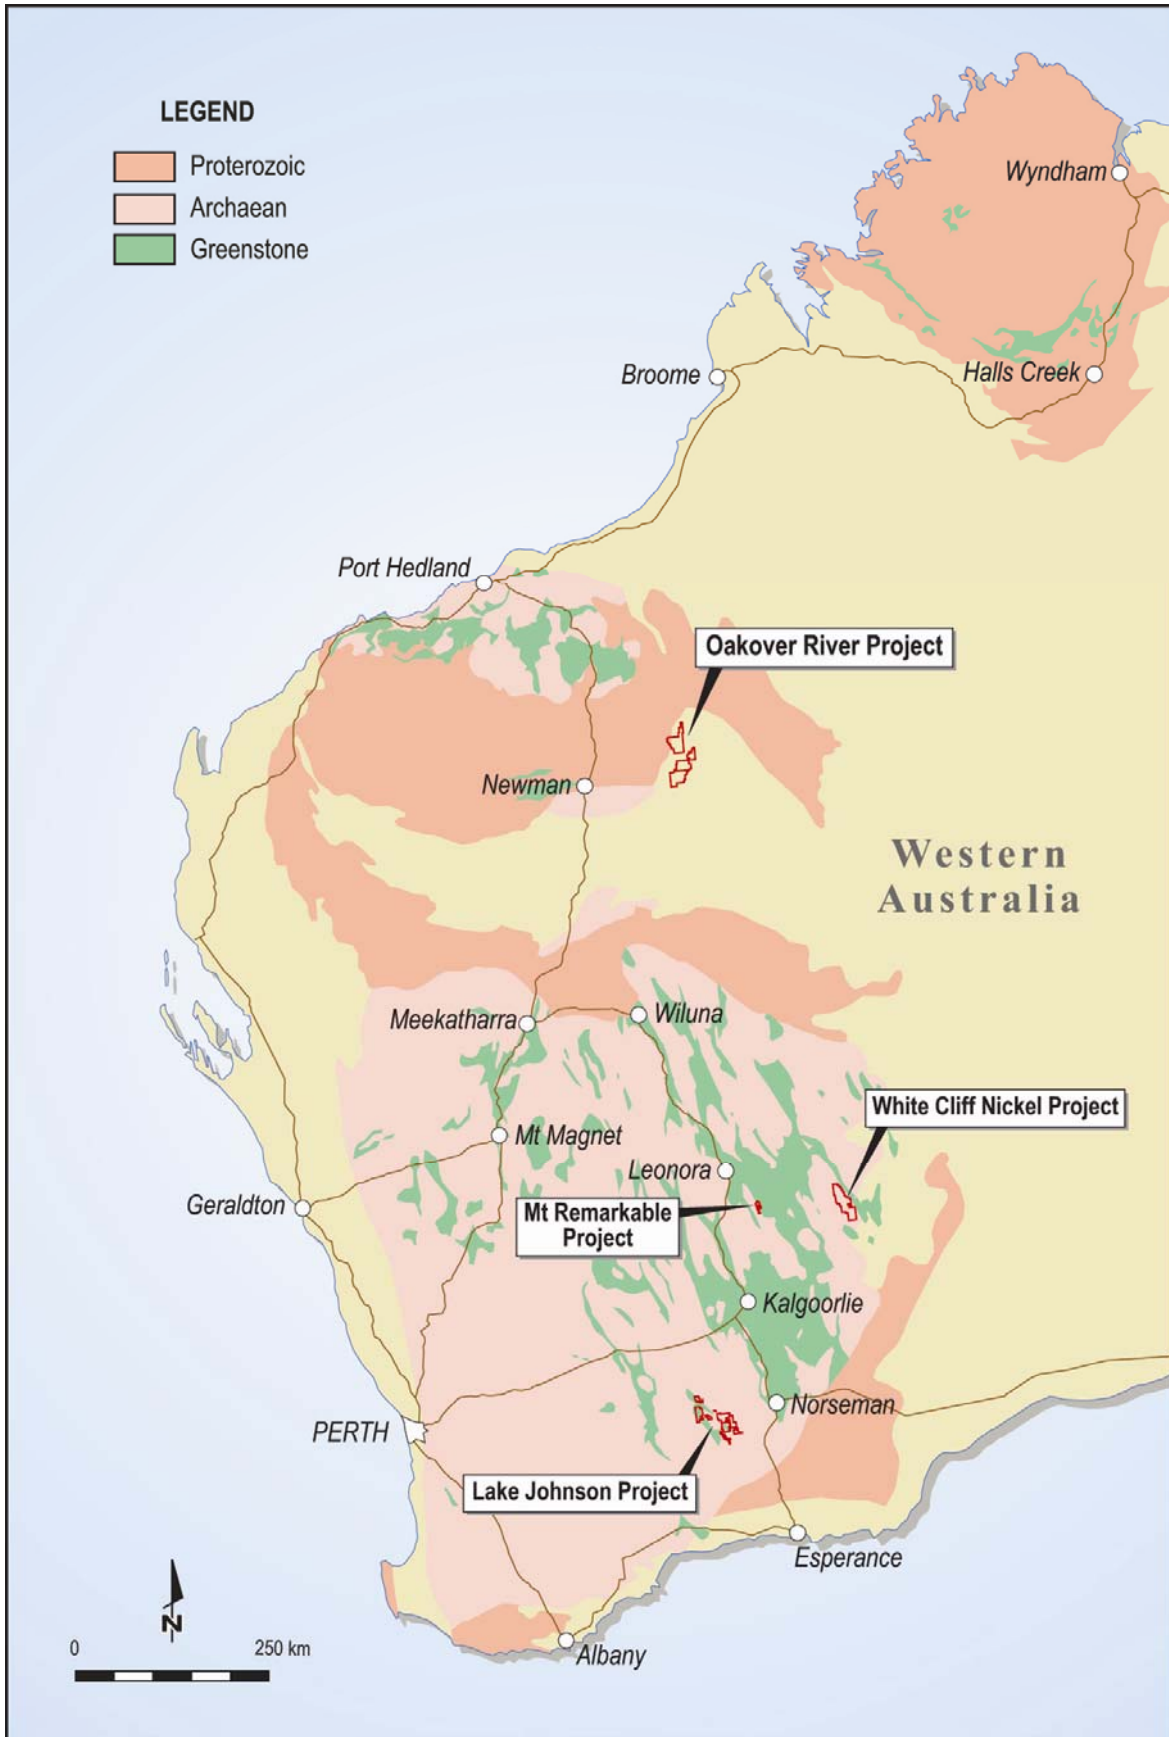 LEGEND
Proterozoic
Archaean
Greenstone
Wyndham
Broome
Halls Creek
Port Hedland
Oakover River Project
Newman
Western
Australia
Meekatharra
Wiluna
White Cliff Nickel Project
Mt Magnet
Leonora
Geraldton
Mt Remarkable
Project
Kalgoorlie
Norseman
PERTH
Lake Johnson Project
Esperance
N
0
250 km
Albany